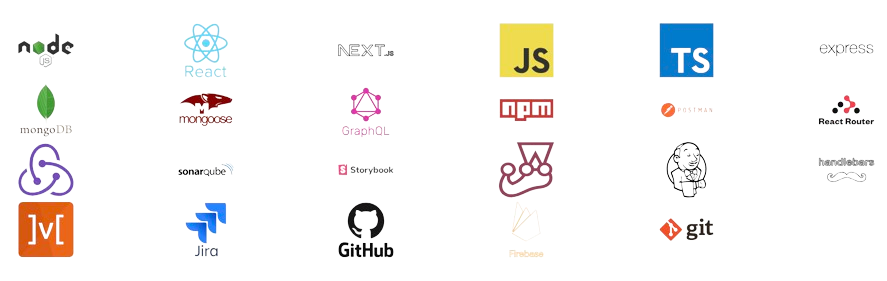 node
JS
React
NEXT.JS
JS
TS
express
mongoDB
mongoose
GraphQL
npm
POSTMAN
React Router
sonarqube
S Storybook
handlebars
]v[
Jira
GitHub
Firebase
git